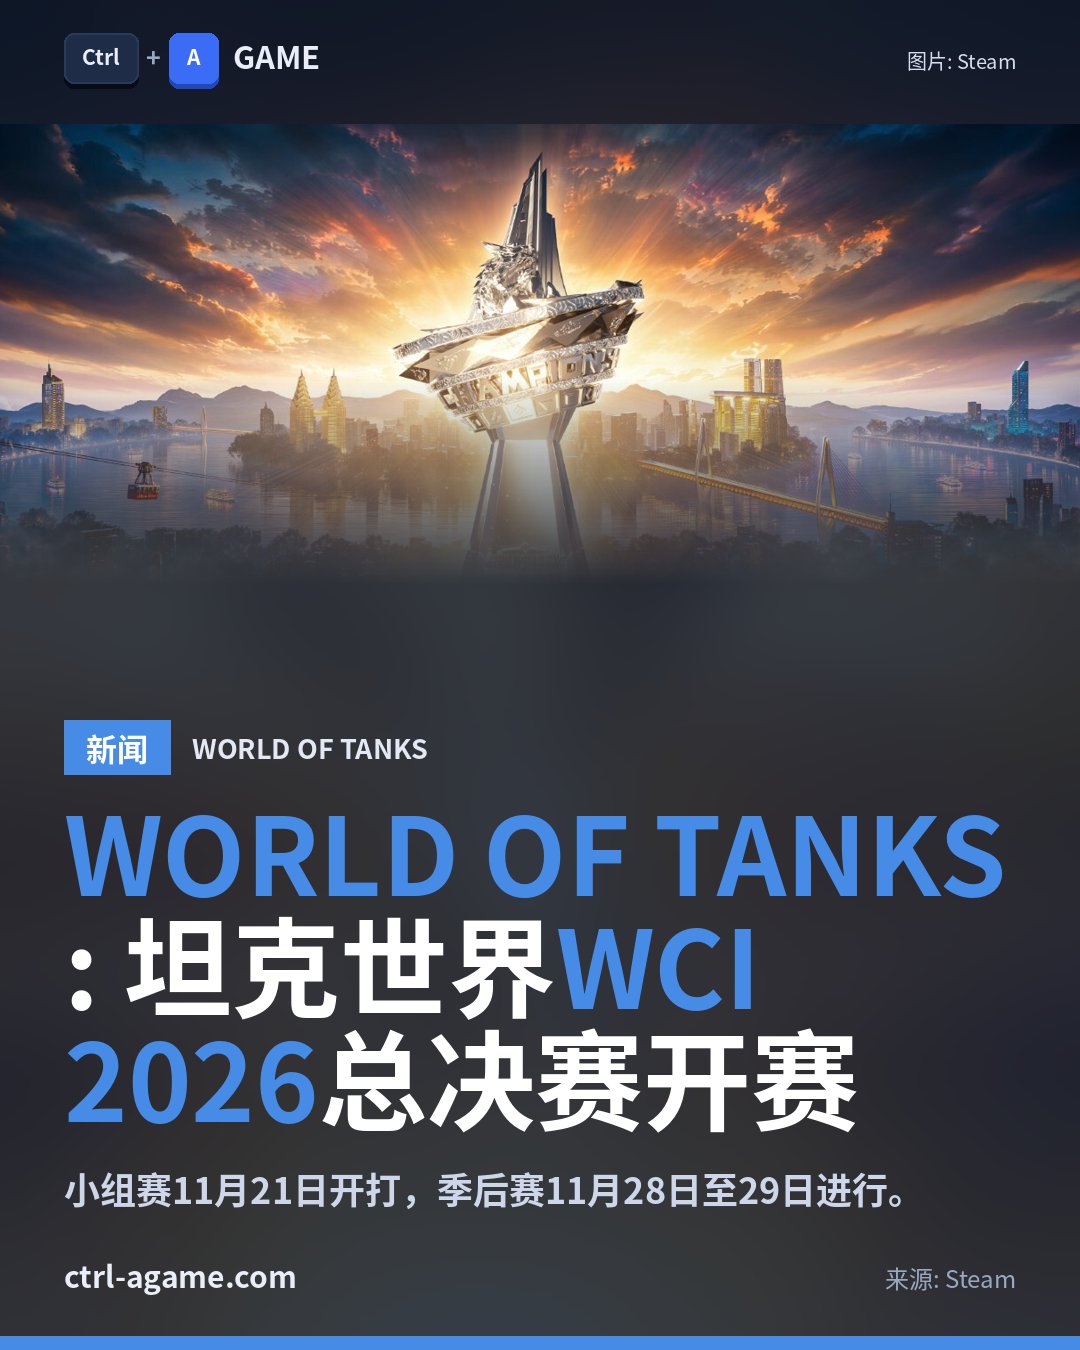 Ctrl + A GAME
图片: Steam
CHAMPIONS
新闻 WORLD OF TANKS
WORLD OF TANKS
: 坦克世界WCI
2026总决赛开赛
小组赛11月21日开打，季后赛11月28日至29日进行。
ctrl-agame.com
来源: Steam